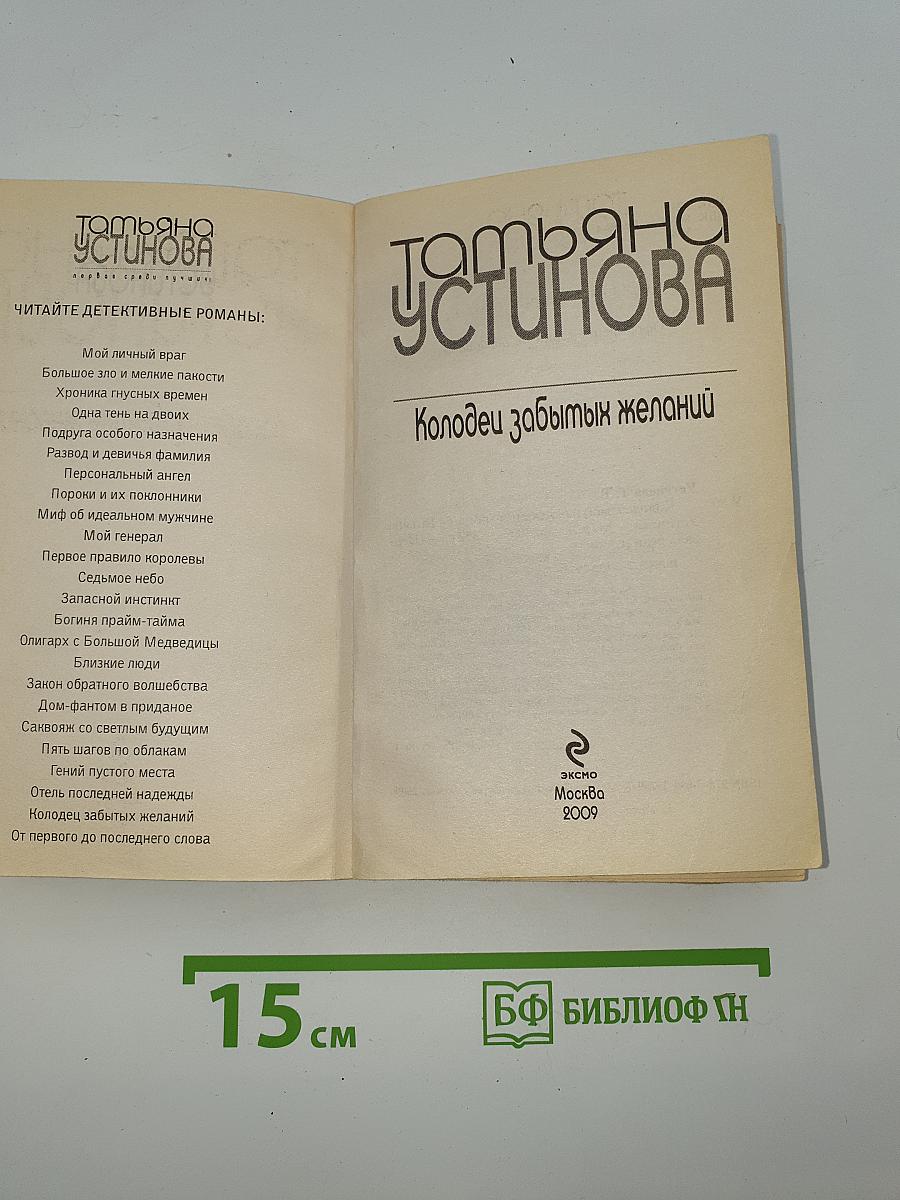 Татьяна
УСТИНОВА
первая среди лучших
ЧИТАЙТЕ ДЕТЕКТИВНЫЕ РОМАНЫ:
Мой личный враг
Большое зло и мелкие пакости
Хроника гнусных времен
Одна тень на двоих
Подруга особого назначения
Развод и девичья фамилия
Персональный ангел
Пороки и их поклонники
Миф об идеальном мужчине
Мой генерал
Первое правило королевы
Седьмое небо
Запасной инстинкт
Богиня прайм-тайма
Олигарх с Большой Медведицы
Близкие люди
Закон обратного волшебства
Дом-фантом в приданое
Саквояж со светлым будущим
Пять шагов по облакам
Гений пустого места
Отель последней надежды
Колодец забытых желаний
От первого до последнего слова
Татьяна
УСТИНОВА
Колодец забытых желаний
ЭКСМО
Москва
2009
15 см
БФ БИБЛИОФАН